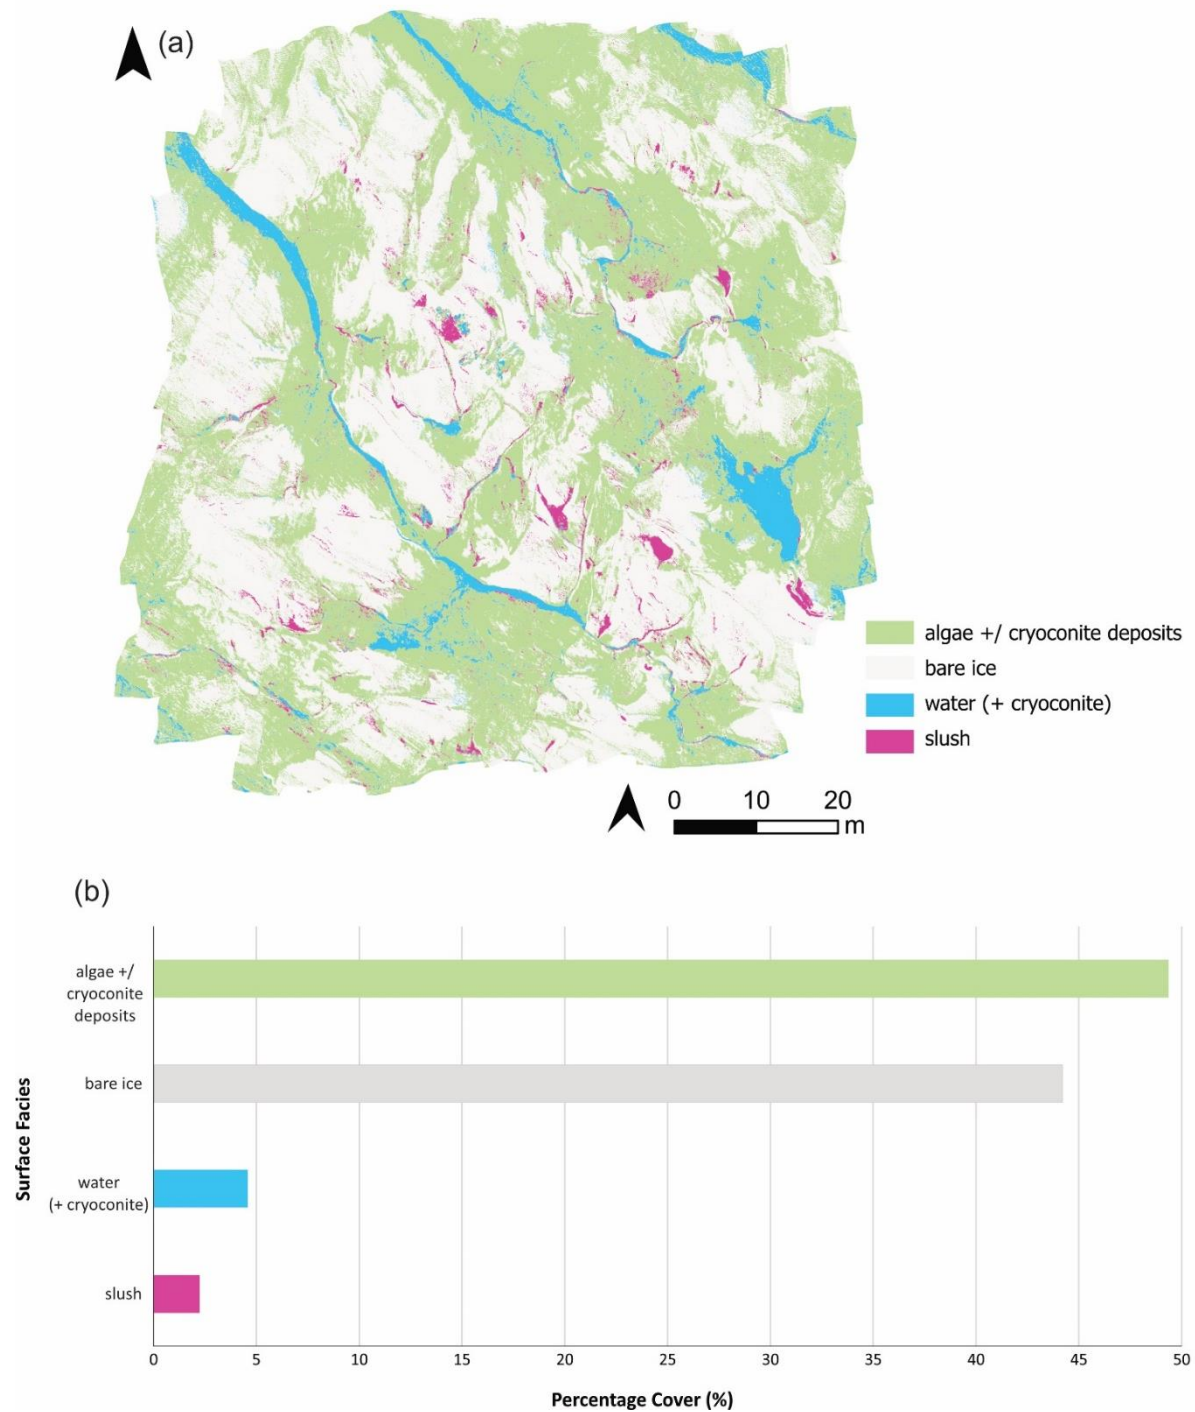 (a)
algae +/ cryoconite deposits
bare ice
water (+ cryoconite)
slush
0 10 20
m
(b)
algae +/
cryoconite
deposits
bare ice
water
(+ cryoconite)
slush
Surface Facies
0 5 10 15 20 25 30 35 40 45 50
Percentage Cover (%)